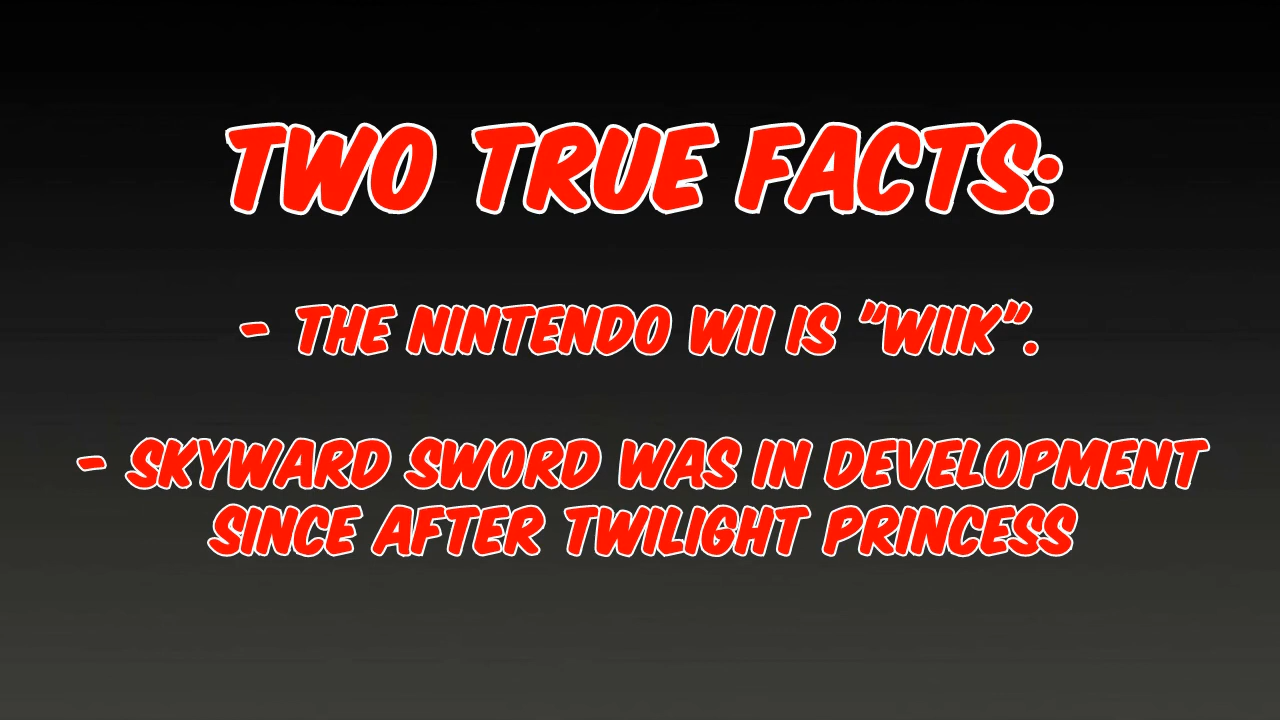 TWO TRUE FACTS:
- THE NINTENDO WII IS "WIIK".
- SKYWARD SWORD WAS IN DEVELOPMENT
SINCE AFTER TWILIGHT PRINCESS